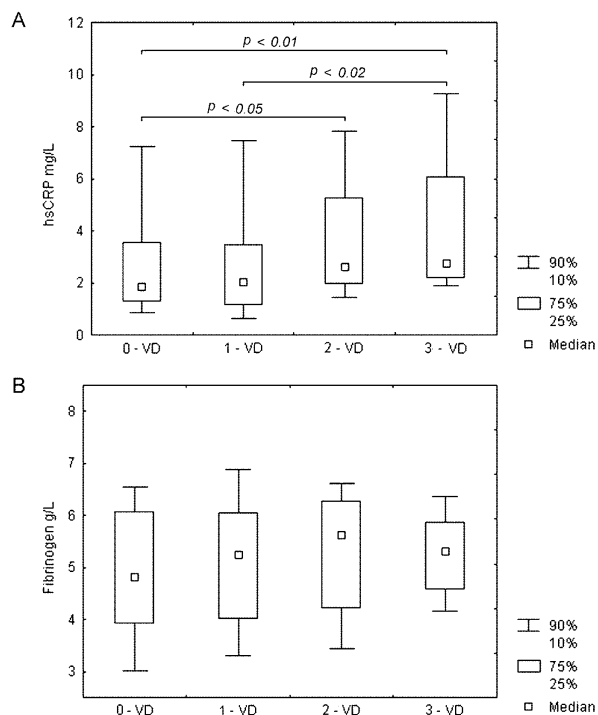 A
12
10
8
6
4
2
0
hsCRP mg/L
p < 0.01
p < 0.02
p < 0.05
0 - VD 1 - VD 2 - VD 3 - VD
90%
10%
75%
25%
Median
B
8
7
6
5
4
3
Fibrinogen g/L
0 - VD 1 - VD 2 - VD 3 - VD
90%
10%
75%
25%
Median